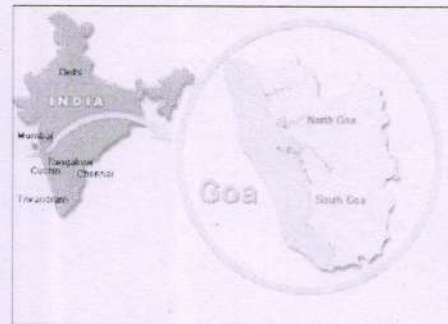 Delhi
INDIA
Mumbai
Bangalore
Cochin
Chennai
Trivandrum
Goa
North Goa
South Goa